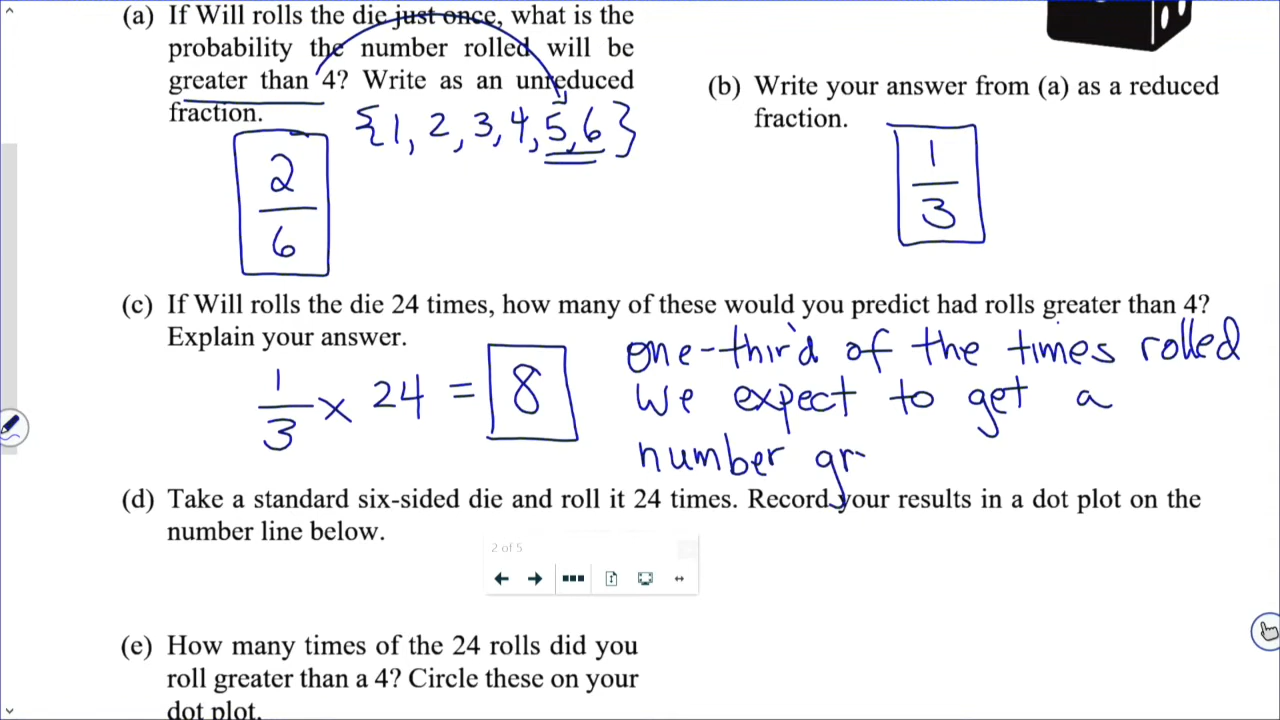 (a) If Will rolls the die just once, what is the
probability the number rolled will be
greater than 4? Write as an unreduced
fraction.
{1, 2, 3, 4, 5, 6}
2
6
(b) Write your answer from (a) as a reduced
fraction.
1
3
(c) If Will rolls the die 24 times, how many of these would you predict had rolls greater than 4?
Explain your answer.
1/3 × 24 = 8
one-third of the times rolled
we expect to get a
number gr
(d) Take a standard six-sided die and roll it 24 times. Record your results in a dot plot on the
number line below.
2 of 5
(e) How many times of the 24 rolls did you
roll greater than a 4? Circle these on your
dot plot.